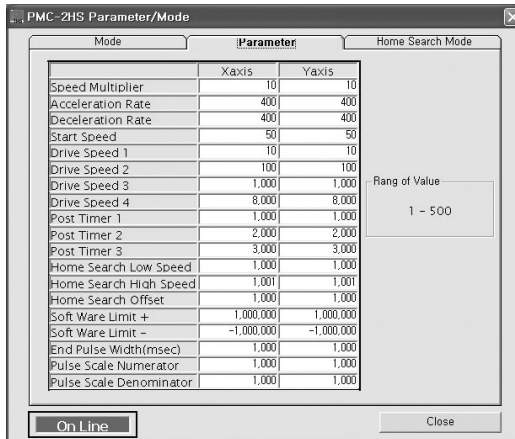 PMC-2HS Parameter/Mode
Mode Parameter Home Search Mode
Xaxis Yaxis
Speed Multiplier 10 10
Acceleration Rate 400 400
Deceleration Rate 400 400
Start Speed 50 50
Drive Speed 1 10 10
Drive Speed 2 100 100
Drive Speed 3 1,000 1,000
Drive Speed 4 8,000 8,000
Post Timer 1 1,000 1,000
Post Timer 2 2,000 2,000
Post Timer 3 3,000 3,000
Home Search Low Speed 1,000 1,000
Home Search High Speed 1,001 1,001
Home Search Offset 1,000 1,000
Soft Ware Limit + 1,000,000 1,000,000
Soft Ware Limit - -1,000,000 -1,000,000
End Pulse Width(msec) 1,000 1,000
Pulse Scale Numerator 1,000 1,000
Pulse Scale Denominator 1,000 1,000
Rang of Value
1 - 500
On Line
Close